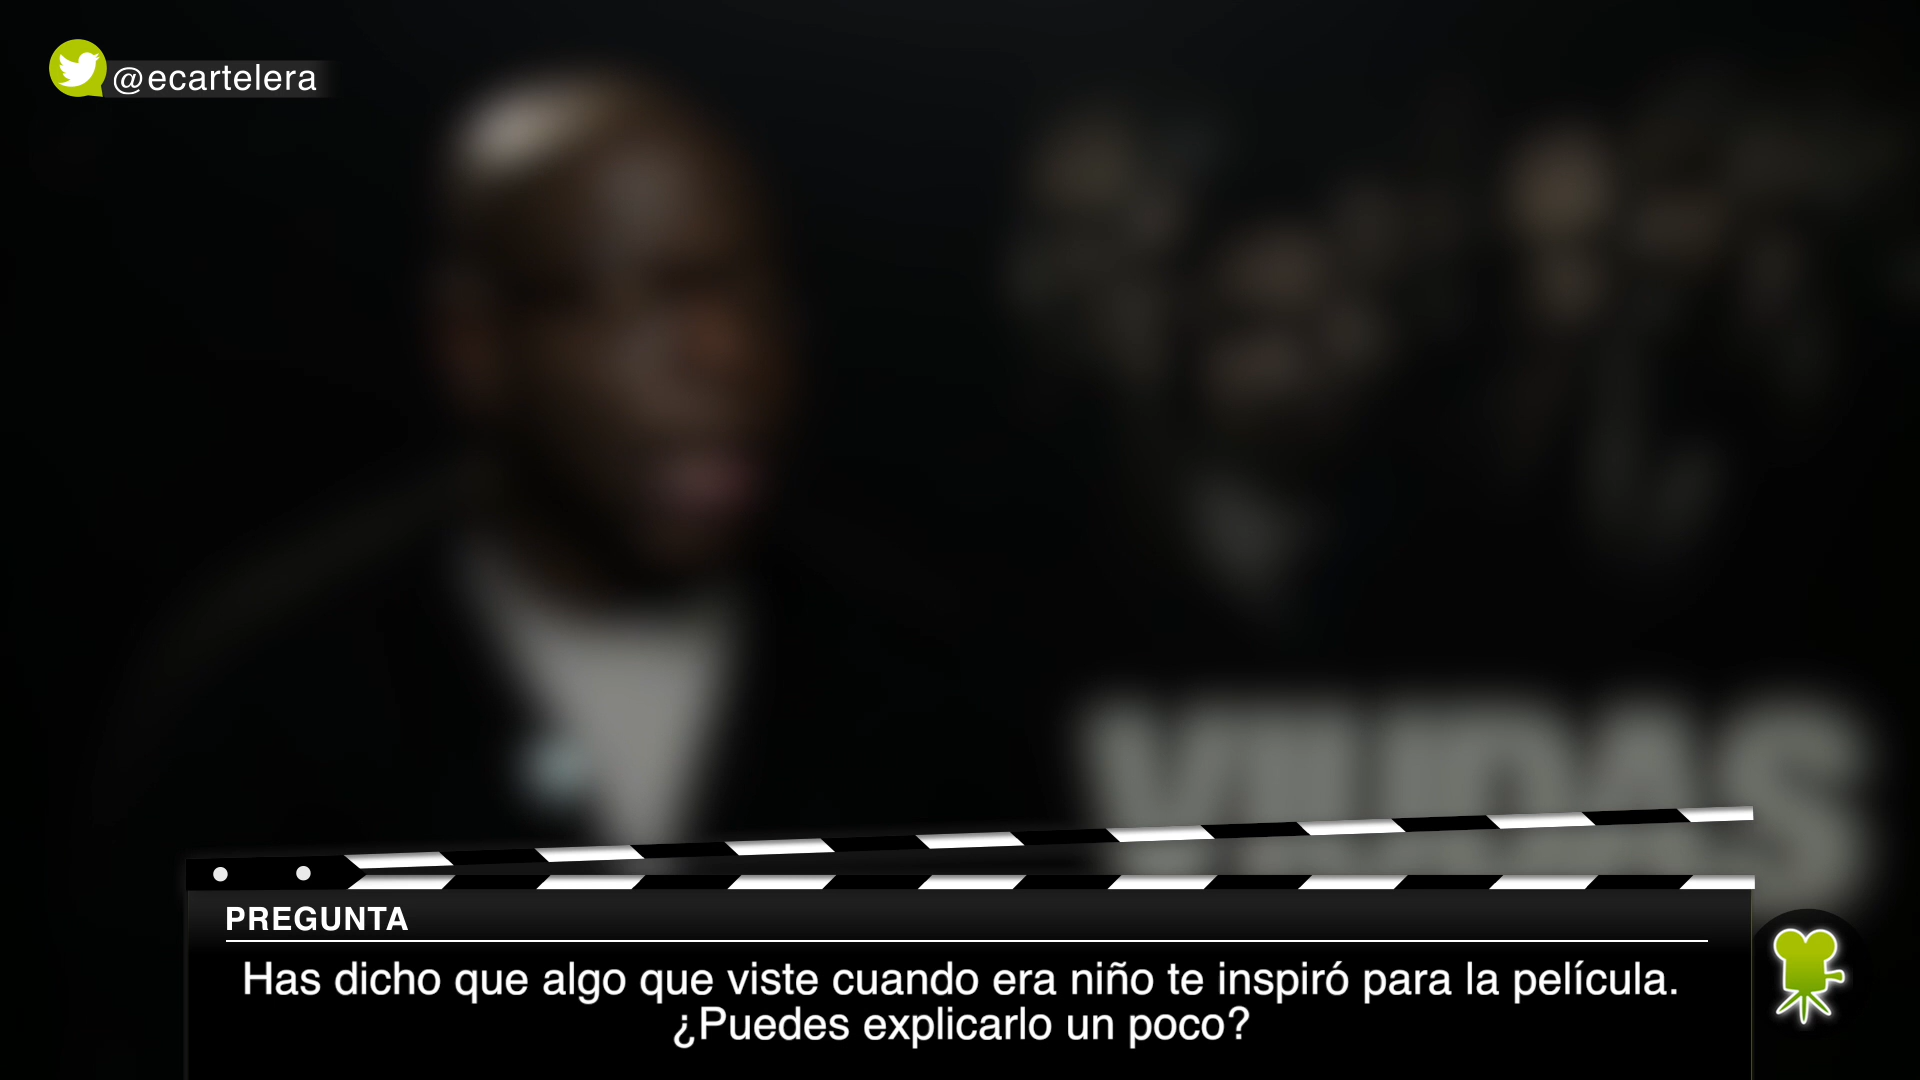 @ecartelera
VIUDAS
PREGUNTA
Has dicho que algo que viste cuando era niño te inspiró para la película.
¿Puedes explicarlo un poco?